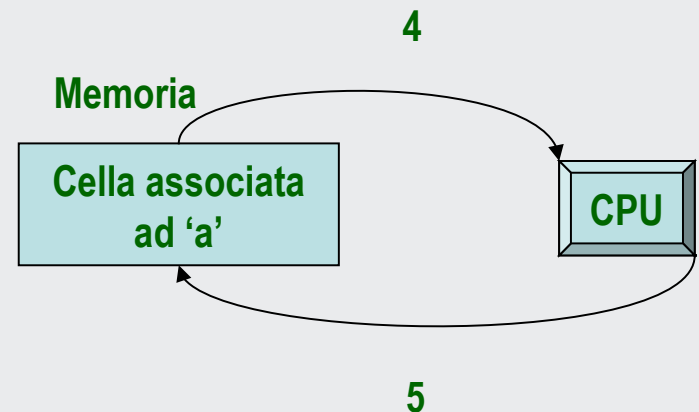 4
Memoria
Cella associata
ad ‘a’
CPU
5